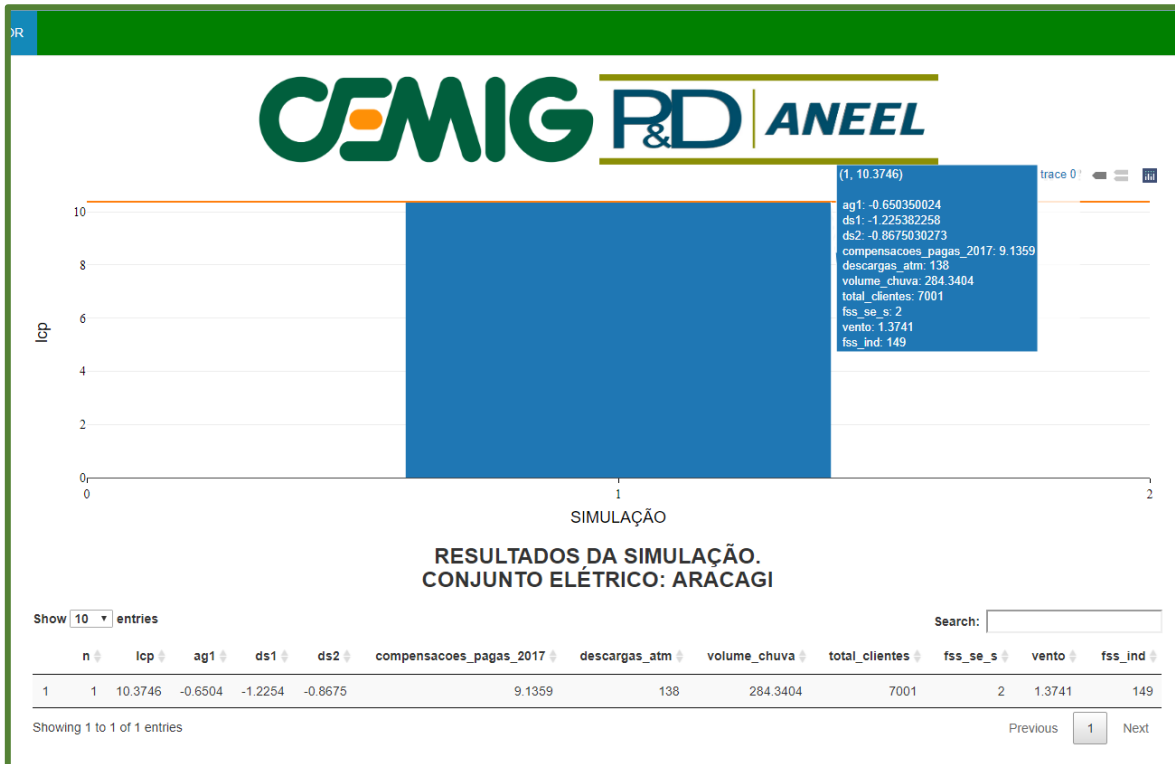 OR
CEMIG P&D ANEEL
trace 0
(1, 10.3746)
ag1: -0.650350024
ds1: -1.225382258
ds2: -0.8675030273
compensacoes_pagas_2017: 9.1359
descargas_atm: 138
volume_chuva: 284.3404
total_clientes: 7001
fss_se_s: 2
vento: 1.3741
fss_ind: 149
10
8
6
4
2
0
lcp
0 1 2
SIMULAÇÃO
RESULTADOS DA SIMULAÇÃO.
CONJUNTO ELÉTRICO: ARACAGI
Show 10 entries Search:
n lcp ag1 ds1 ds2 compensacoes_pagas_2017 descargas_atm volume_chuva total_clientes fss_se_s vento fss_ind
1 1 10.3746 -0.6504 -1.2254 -0.8675 9.1359 138 284.3404 7001 2 1.3741 149
Showing 1 to 1 of 1 entries Previous 1 Next